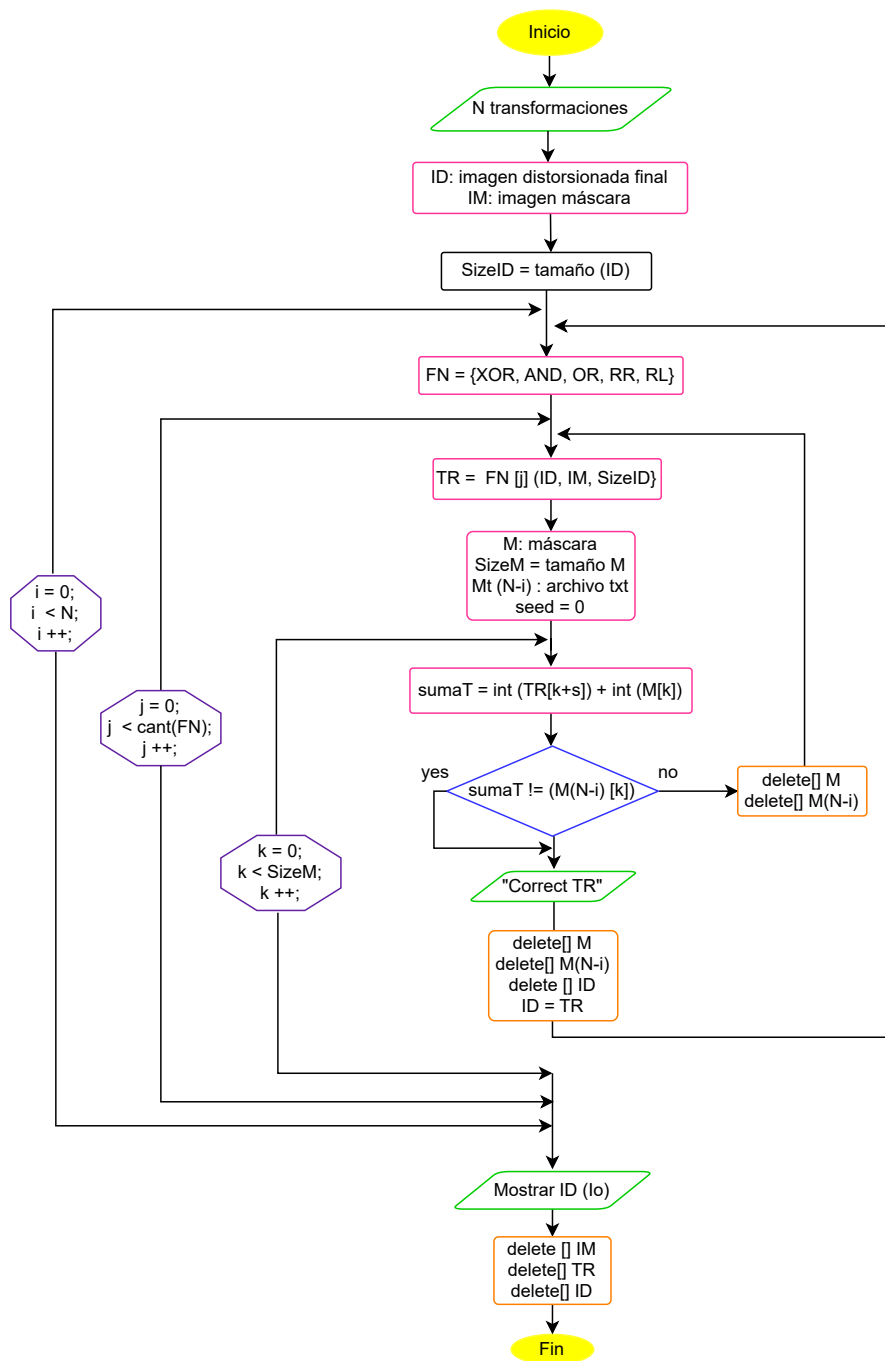 Inicio
N transformaciones
ID: imagen distorsionada final
IM: imagen máscara
SizeID = tamaño (ID)
FN = {XOR, AND, OR, RR, RL}
TR =  FN [j] (ID, IM, SizeID}
M: máscara
SizeM = tamaño M
Mt (N-i) : archivo txt
seed = 0
i = 0;
i  < N;
i ++;
sumaT = int (TR[k+s]) + int (M[k])
j = 0;
j  < cant(FN);
j ++;
yes
sumaT != (M(N-i) [k])
no
delete[] M
delete[] M(N-i)
k = 0;
k < SizeM;
k ++;
"Correct TR"
delete[] M
delete[] M(N-i)
delete [] ID
ID = TR
Mostrar ID (Io)
delete [] IM
delete[] TR
delete[] ID
Fin